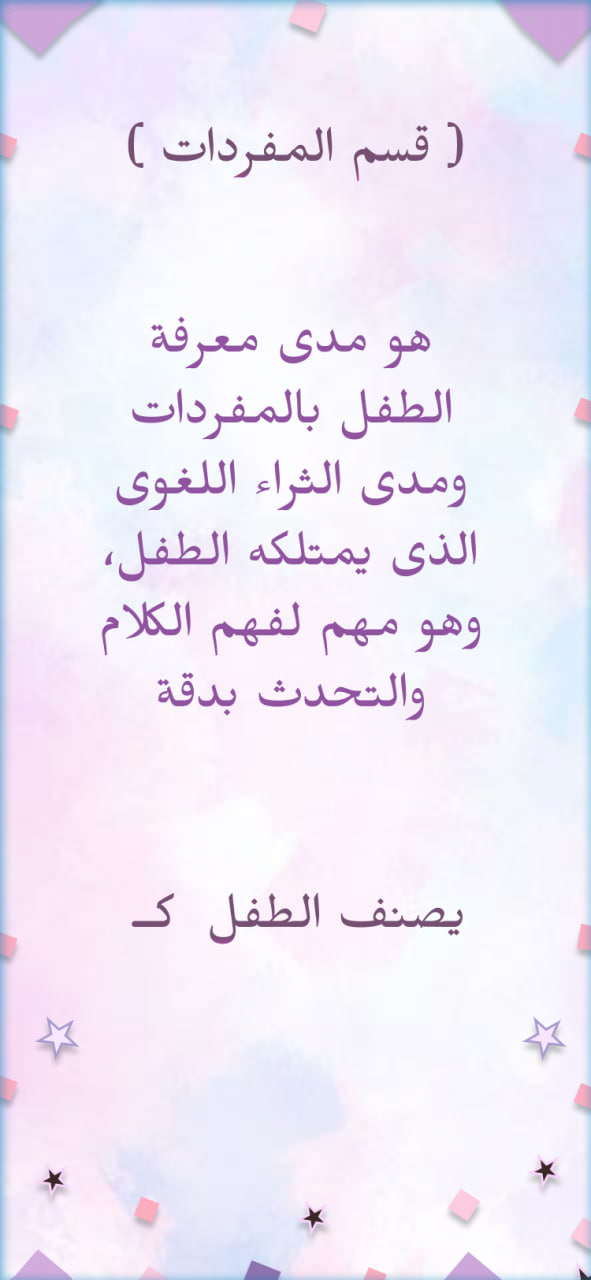 ( قسم المفردات )
هو مدى معرفة
الطفل بالمفردات
ومدى الثراء اللغوى
الذى يمتلكه الطفل،
وهو مهم لفهم الكلام
والتحدث بدقة
يصنف الطفل كـ